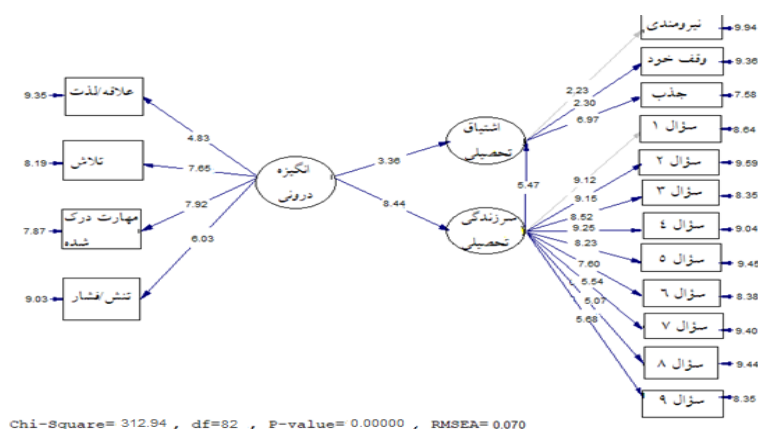 نیرومندی
9.94
وقف خود
9.36
جذب
7.58
سؤال ۱
8.64
سؤال ۲
9.59
سؤال ۳
8.35
سؤال ٤
9.04
سؤال ٥
9.45
سؤال ٦
8.38
سؤال ۷
9.40
سؤال ۸
9.44
سؤال ۹
8.35
2.23
2.30
6.97
اشتیاق
تحصیلی
5.47
سرزندگی
تحصیلی
9.12
9.15
8.52
9.25
8.23
7.60
5.54
5.07
5.68
3.36
8.44
انگیزه
درونی
4.83
7.65
7.92
6.03
علاقه/لذت
9.35
تلاش
8.19
مهارت درک
شده
7.87
تنش/فشار
9.03
Chi-Square= 312.94 , df=82 , P-value= 0.00000 , RMSEA= 0.070